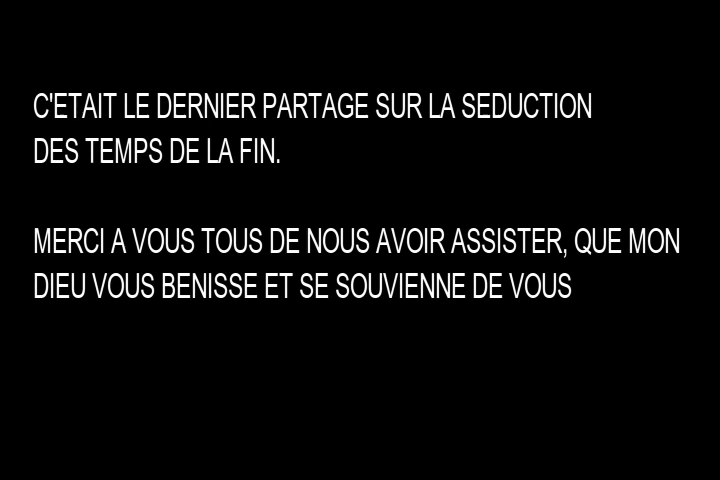 C'ETAIT LE DERNIER PARTAGE SUR LA SEDUCTION
DES TEMPS DE LA FIN.
MERCI A VOUS TOUS DE NOUS AVOIR ASSISTER, QUE MON
DIEU VOUS BENISSE ET SE SOUVIENNE DE VOUS